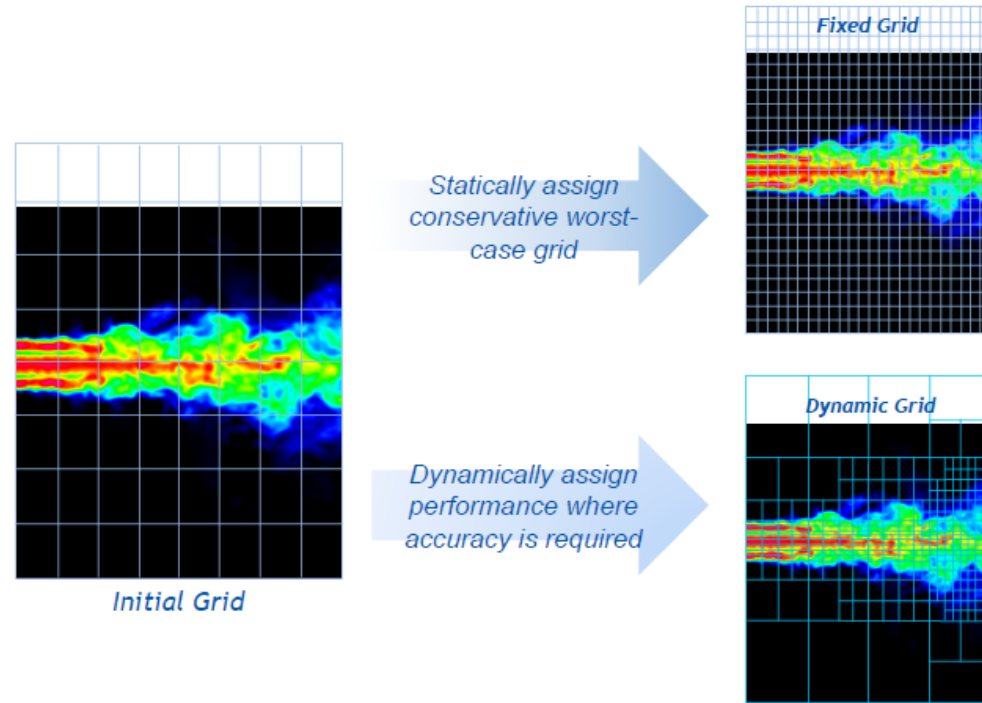 Fixed Grid
Statically assign
conservative worst-
case grid
Dynamic Grid
Dynamically assign
performance where
accuracy is required
Initial Grid